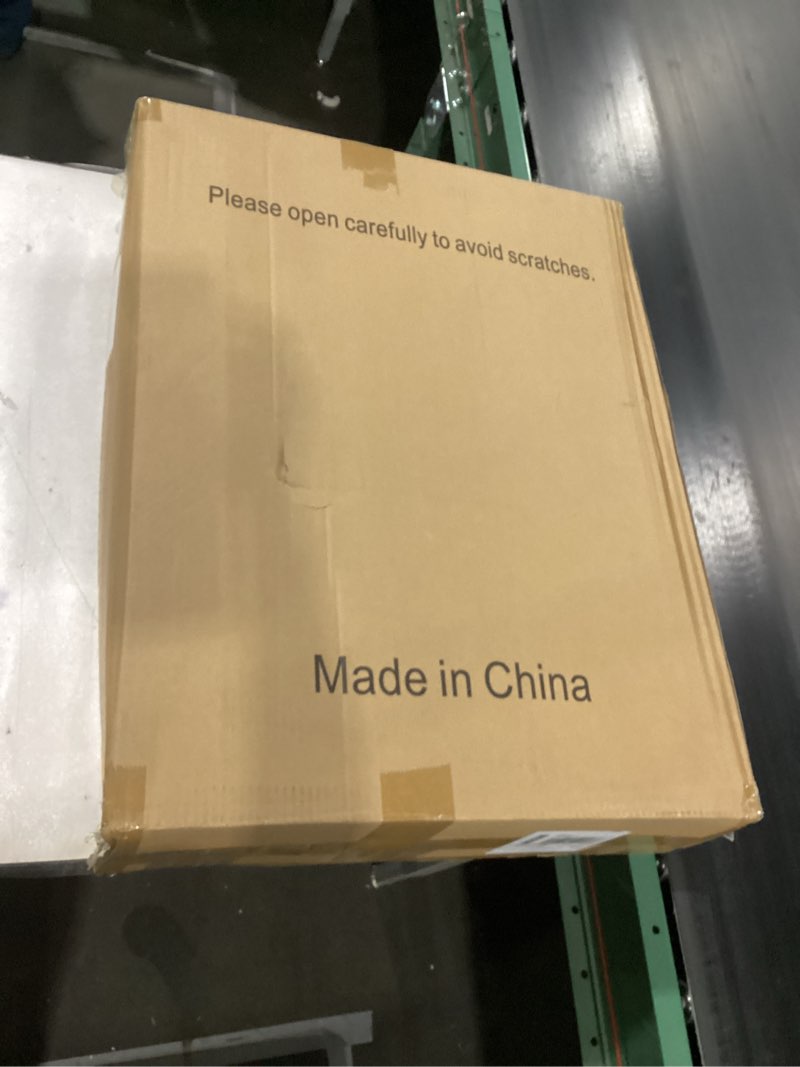 Please open carefully to avoid scratches.
Made in China